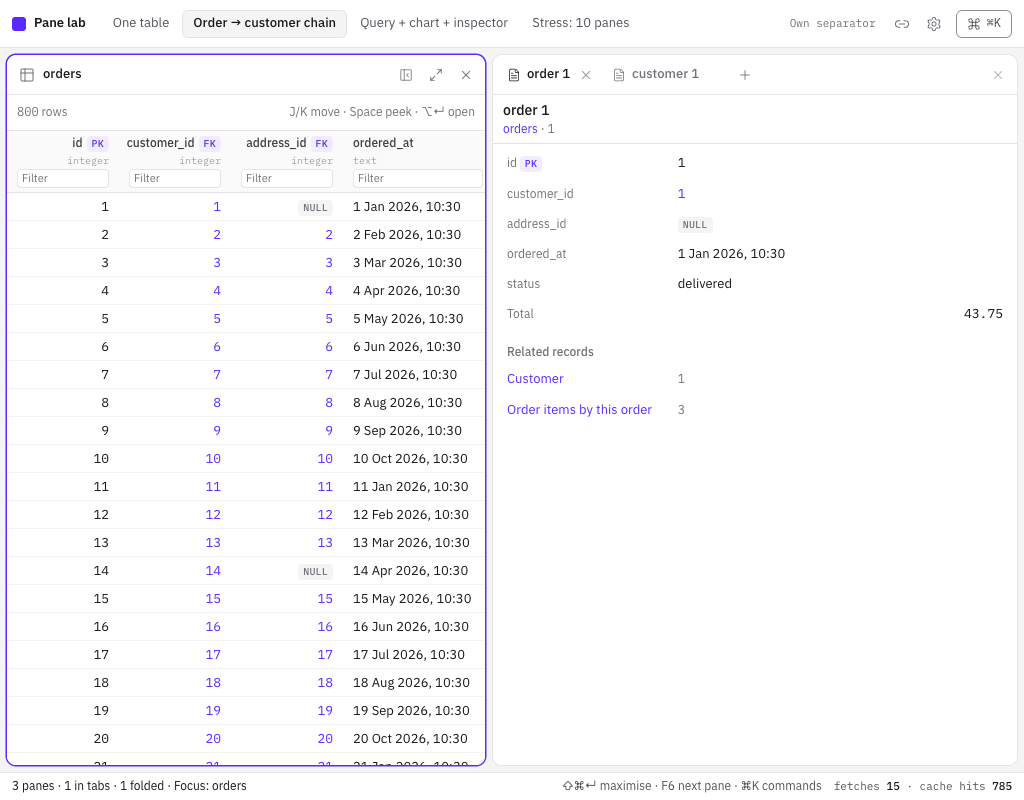 Pane lab One table Order → customer chain Query + chart + inspector Stress: 10 panes Own separator ⌘ ⌘K
orders
800 rows J/K move · Space peek · ⌥↵ open
id PK customer_id FK address_id FK ordered_at
integer integer integer text
Filter Filter Filter Filter
1 1 NULL 1 Jan 2026, 10:30
2 2 2 2 Feb 2026, 10:30
3 3 3 3 Mar 2026, 10:30
4 4 4 4 Apr 2026, 10:30
5 5 5 5 May 2026, 10:30
6 6 6 6 Jun 2026, 10:30
7 7 7 7 Jul 2026, 10:30
8 8 8 8 Aug 2026, 10:30
9 9 9 9 Sep 2026, 10:30
10 10 10 10 Oct 2026, 10:30
11 11 11 11 Jan 2026, 10:30
12 12 12 12 Feb 2026, 10:30
13 13 13 13 Mar 2026, 10:30
14 14 NULL 14 Apr 2026, 10:30
15 15 15 15 May 2026, 10:30
16 16 16 16 Jun 2026, 10:30
17 17 17 17 Jul 2026, 10:30
18 18 18 18 Aug 2026, 10:30
19 19 19 19 Sep 2026, 10:30
20 20 20 20 Oct 2026, 10:30
21 21 21 21 Jan 2026, 10:30
order 1 customer 1
order 1
orders · 1
id PK 1
customer_id 1
address_id NULL
ordered_at 1 Jan 2026, 10:30
status delivered
Total 43.75
Related records
Customer 1
Order items by this order 3
3 panes · 1 in tabs · 1 folded · Focus: orders ⇧⌘↵ maximise · F6 next pane · ⌘K commands fetches 15 · cache hits 785